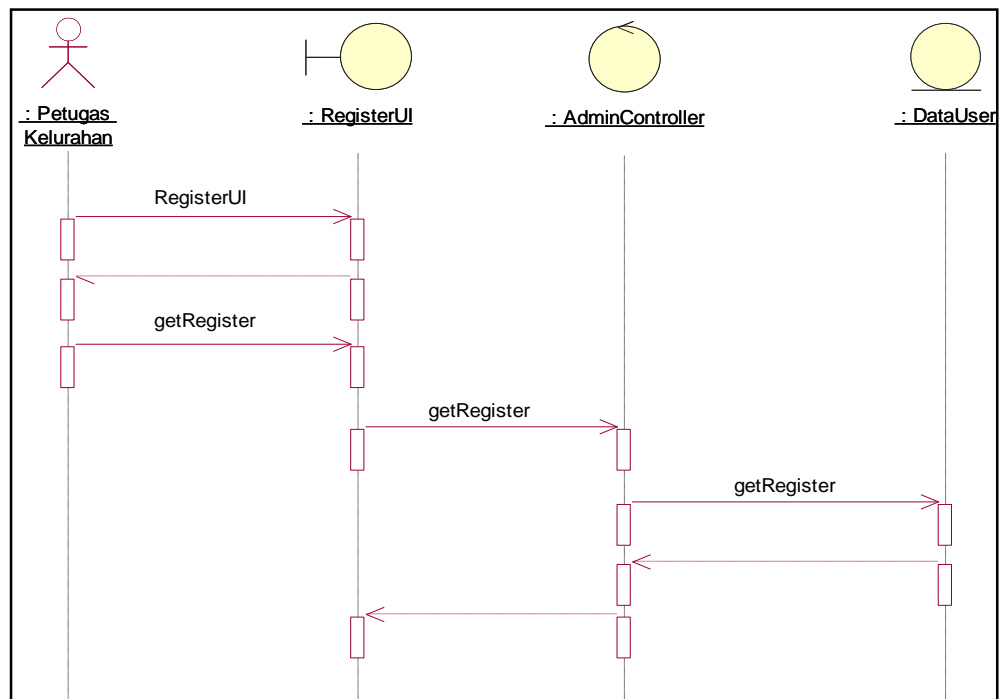 : Petugas
Kelurahan
: RegisterUI
: AdminController
: DataUser
RegisterUI
getRegister
getRegister
getRegister